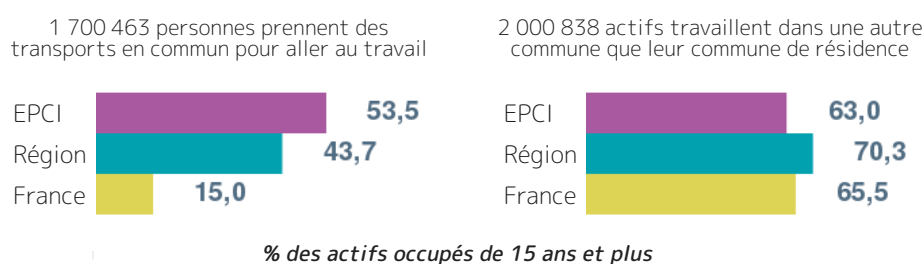 1 700 463 personnes prennent des
transports en commun pour aller au travail
EPCI 53,5
Région 43,7
France 15,0
2 000 838 actifs travaillent dans une autre
commune que leur commune de résidence
EPCI 63,0
Région 70,3
France 65,5
% des actifs occupés de 15 ans et plus